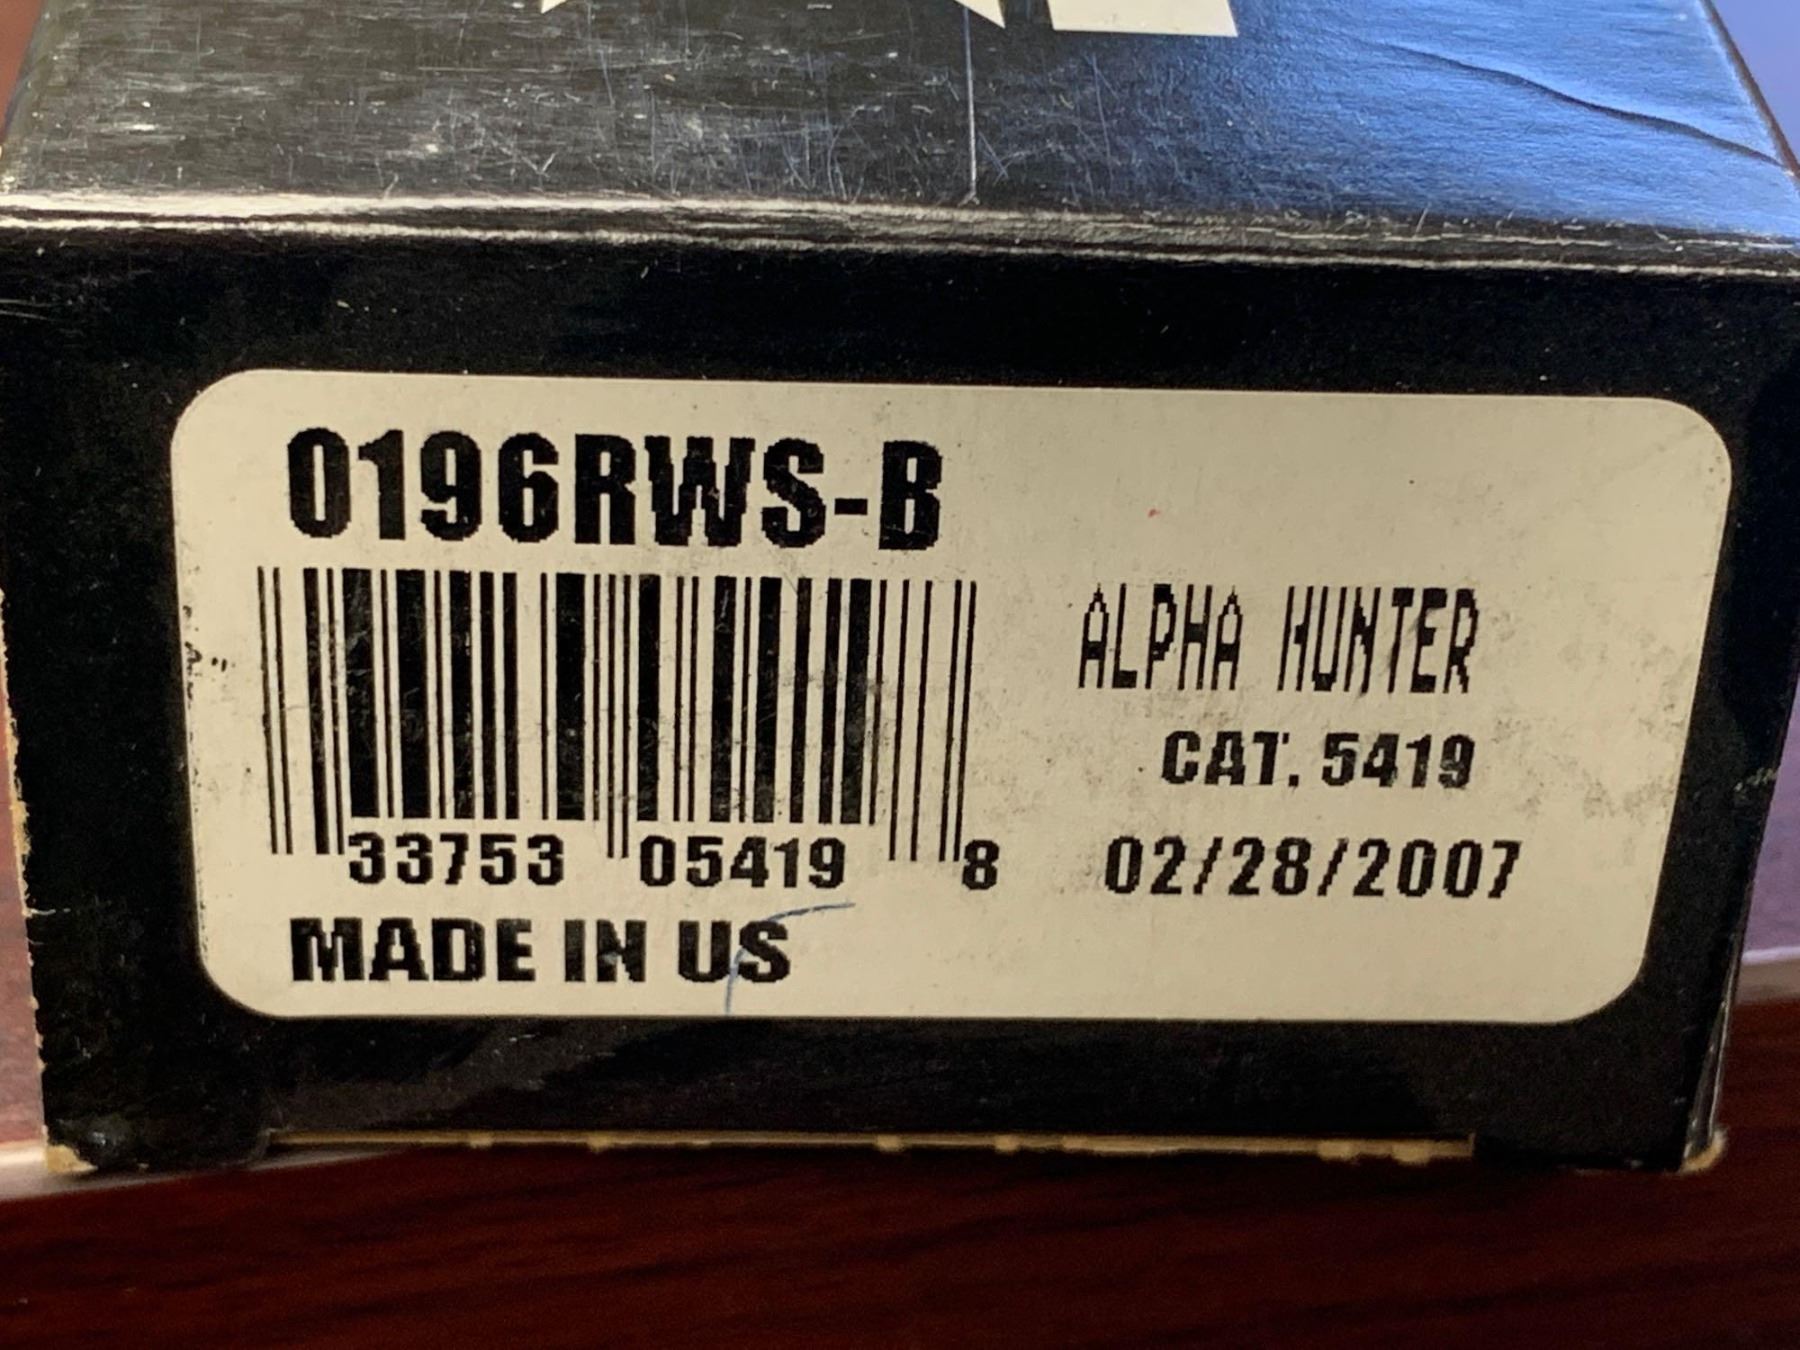 0196RWS-B
ALPHA HUNTER
CAT. 5419
33753 05419 8
02/28/2007
MADE IN US